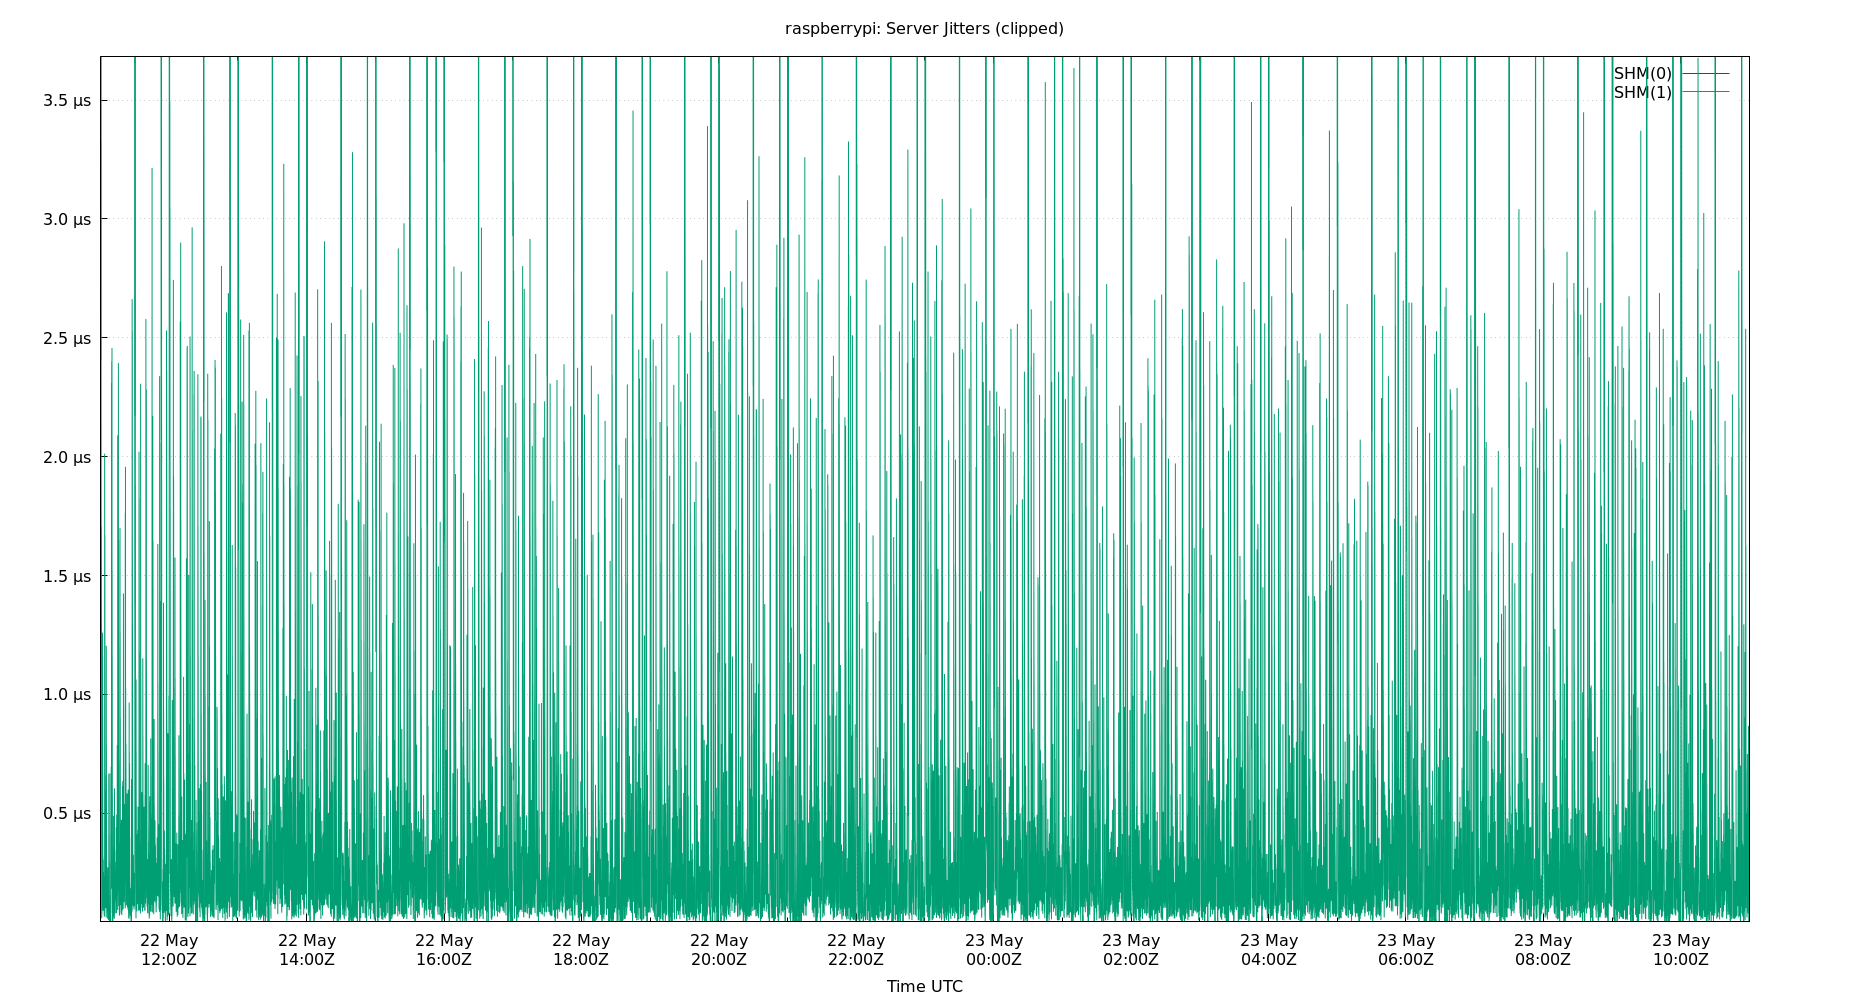 raspberrypi: Server Jitters (clipped)
SHM(0)
SHM(1)
3.5 µs
3.0 µs
2.5 µs
2.0 µs
1.5 µs
1.0 µs
0.5 µs
22 May 22 May 22 May 22 May 22 May 22 May 23 May 23 May 23 May 23 May 23 May 23 May
12:00Z 14:00Z 16:00Z 18:00Z 20:00Z 22:00Z 00:00Z 02:00Z 04:00Z 06:00Z 08:00Z 10:00Z
Time UTC